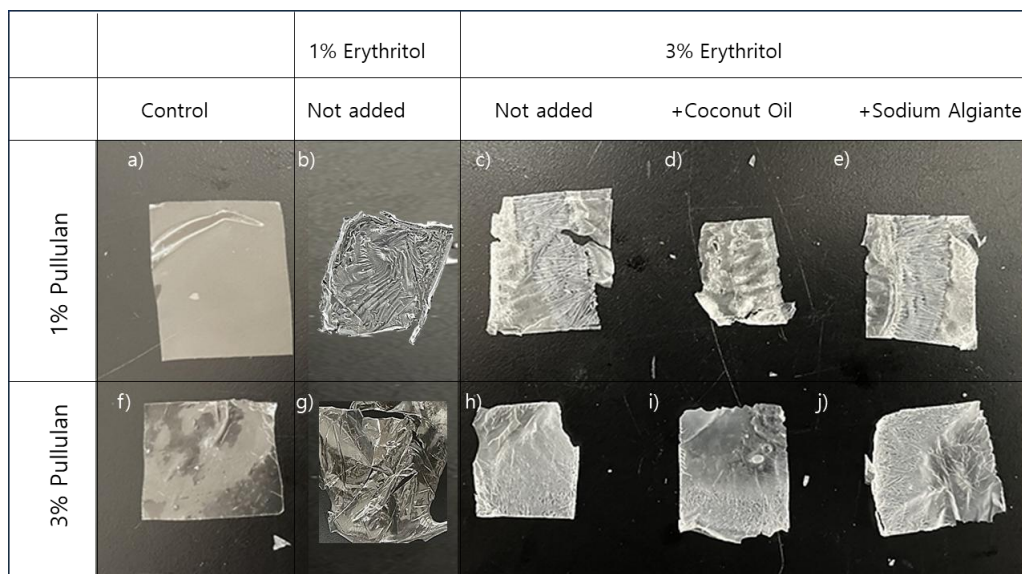 1% Erythritol 3% Erythritol
Control Not added Not added +Coconut Oil +Sodium Algiante
1% Pullulan
a) b) c) d) e)
3% Pullulan
f) g) h) i) j)